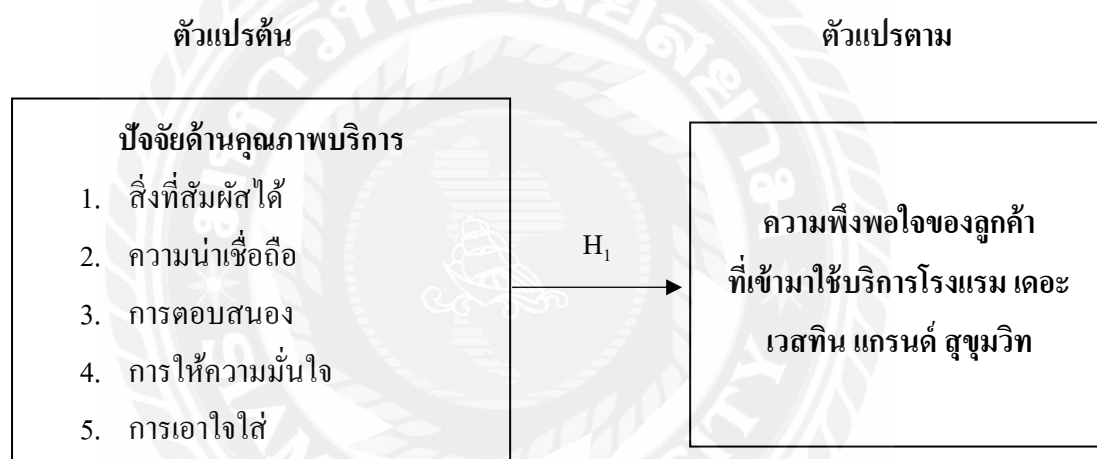 ตัวแปรต้น
ตัวแปรตาม
ปัจจัยด้านคุณภาพบริการ
1. สิ่งที่สัมผัสได้
2. ความน่าเชื่อถือ
3. การตอบสนอง
4. การให้ความมั่นใจ
5. การเอาใจใส่
H₁
ความพึงพอใจของลูกค้า
ที่เข้ามาใช้บริการโรงแรม เดอะ
เวสทิน แกรนด์ สุขุมวิท